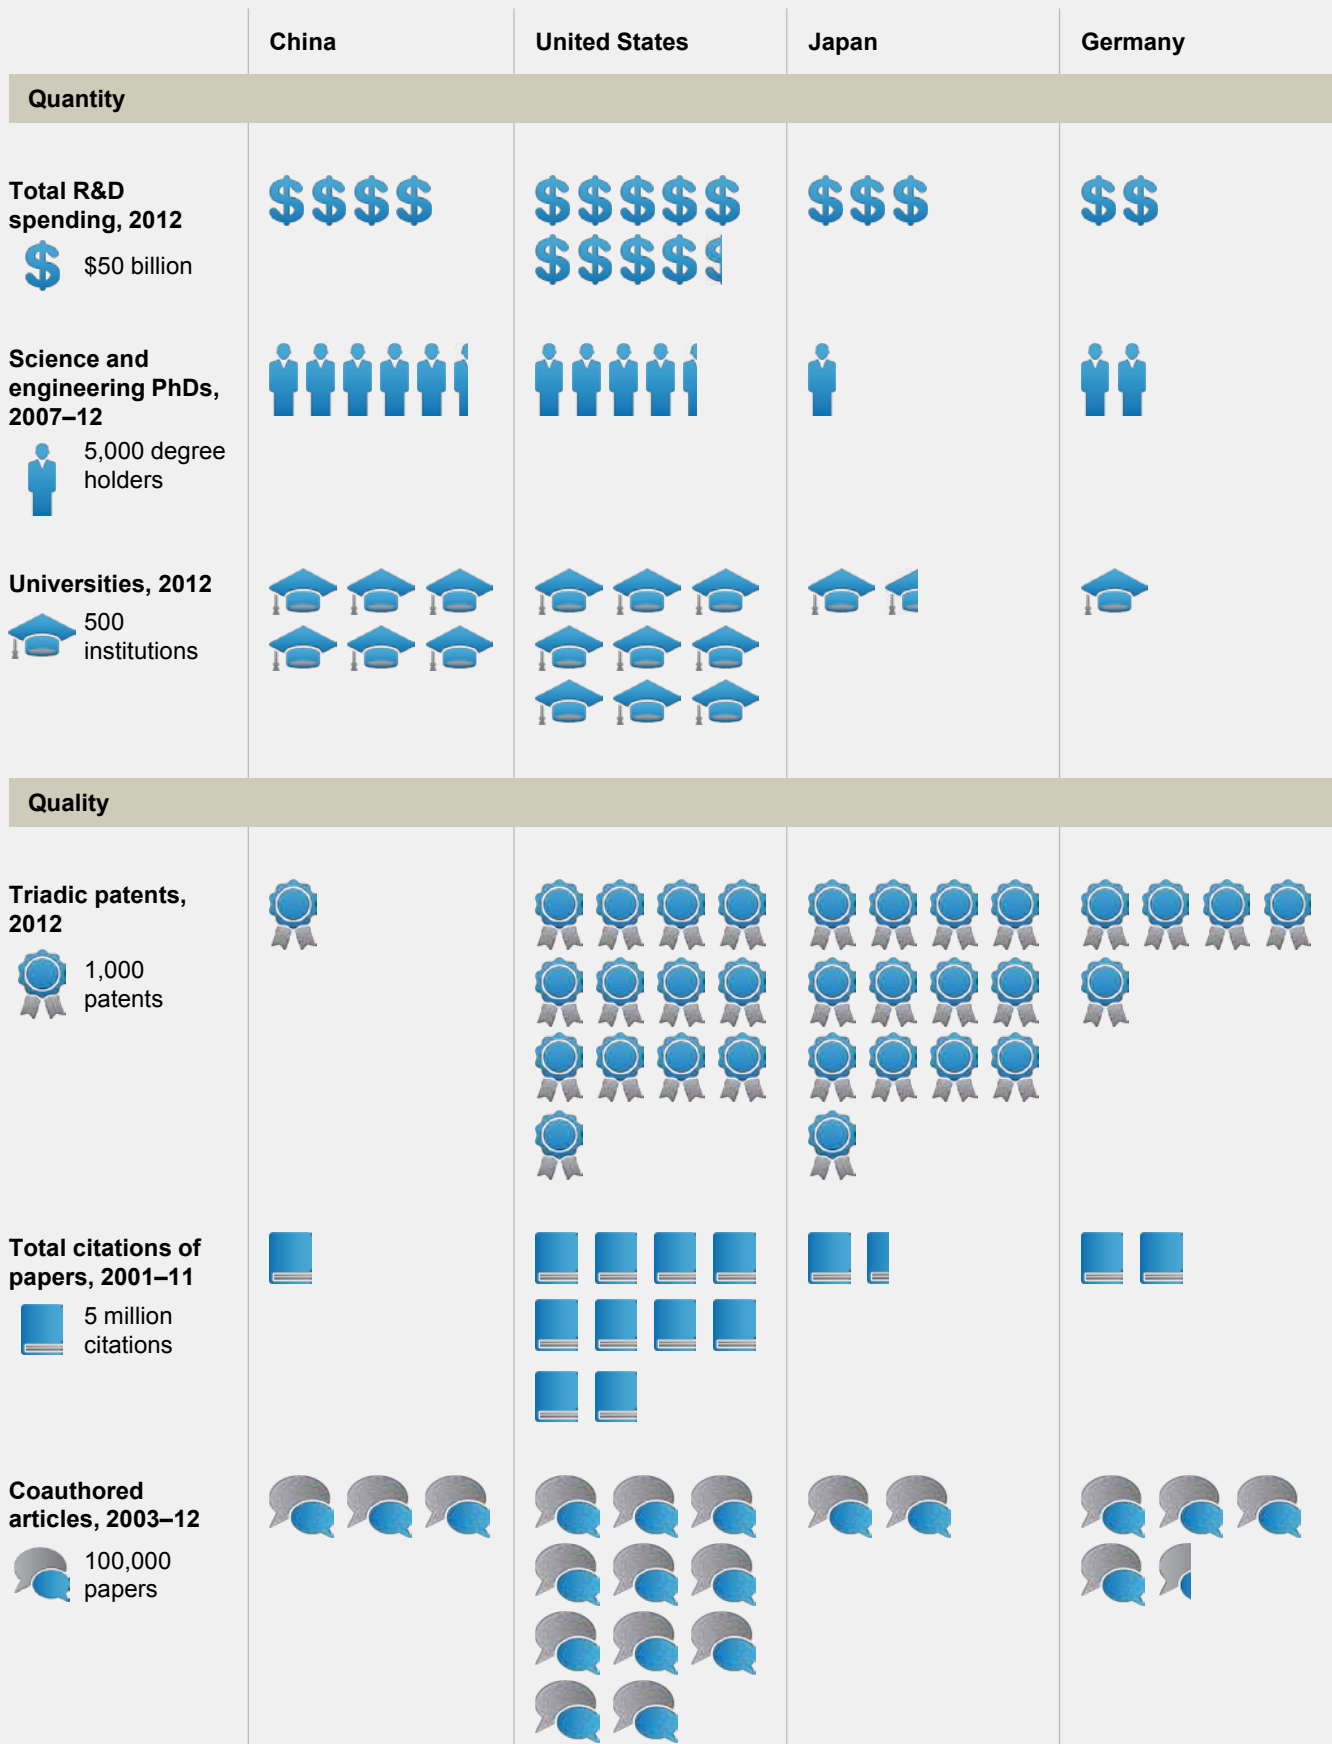 China United States Japan Germany
Quantity
Total R&D
spending, 2012
$50 billion
Science and
engineering PhDs,
2007–12
5,000 degree
holders
Universities, 2012
500
institutions
Quality
Triadic patents,
2012
1,000
patents
Total citations of
papers, 2001–11
5 million
citations
Coauthored
articles, 2003–12
100,000
papers